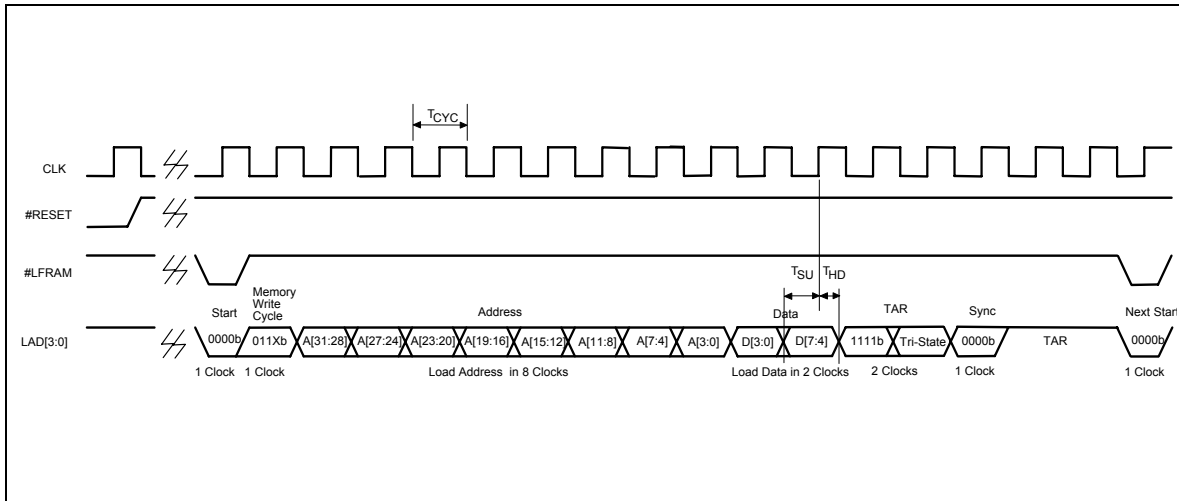 TCYC
CLK
#RESET
#LFRAM
TSU THD
Start
Memory
Write
Cycle
Address
Data
TAR
Sync
Next Start
LAD[3:0]
0000b 011Xb A[31:28] A[27:24] A[23:20] A[19:16] A[15:12] A[11:8] A[7:4] A[3:0] D[3:0] D[7:4] 1111b Tri-State 0000b TAR 0000b
1 Clock 1 Clock Load Address in 8 Clocks Load Data in 2 Clocks 2 Clocks 1 Clock 1 Clock